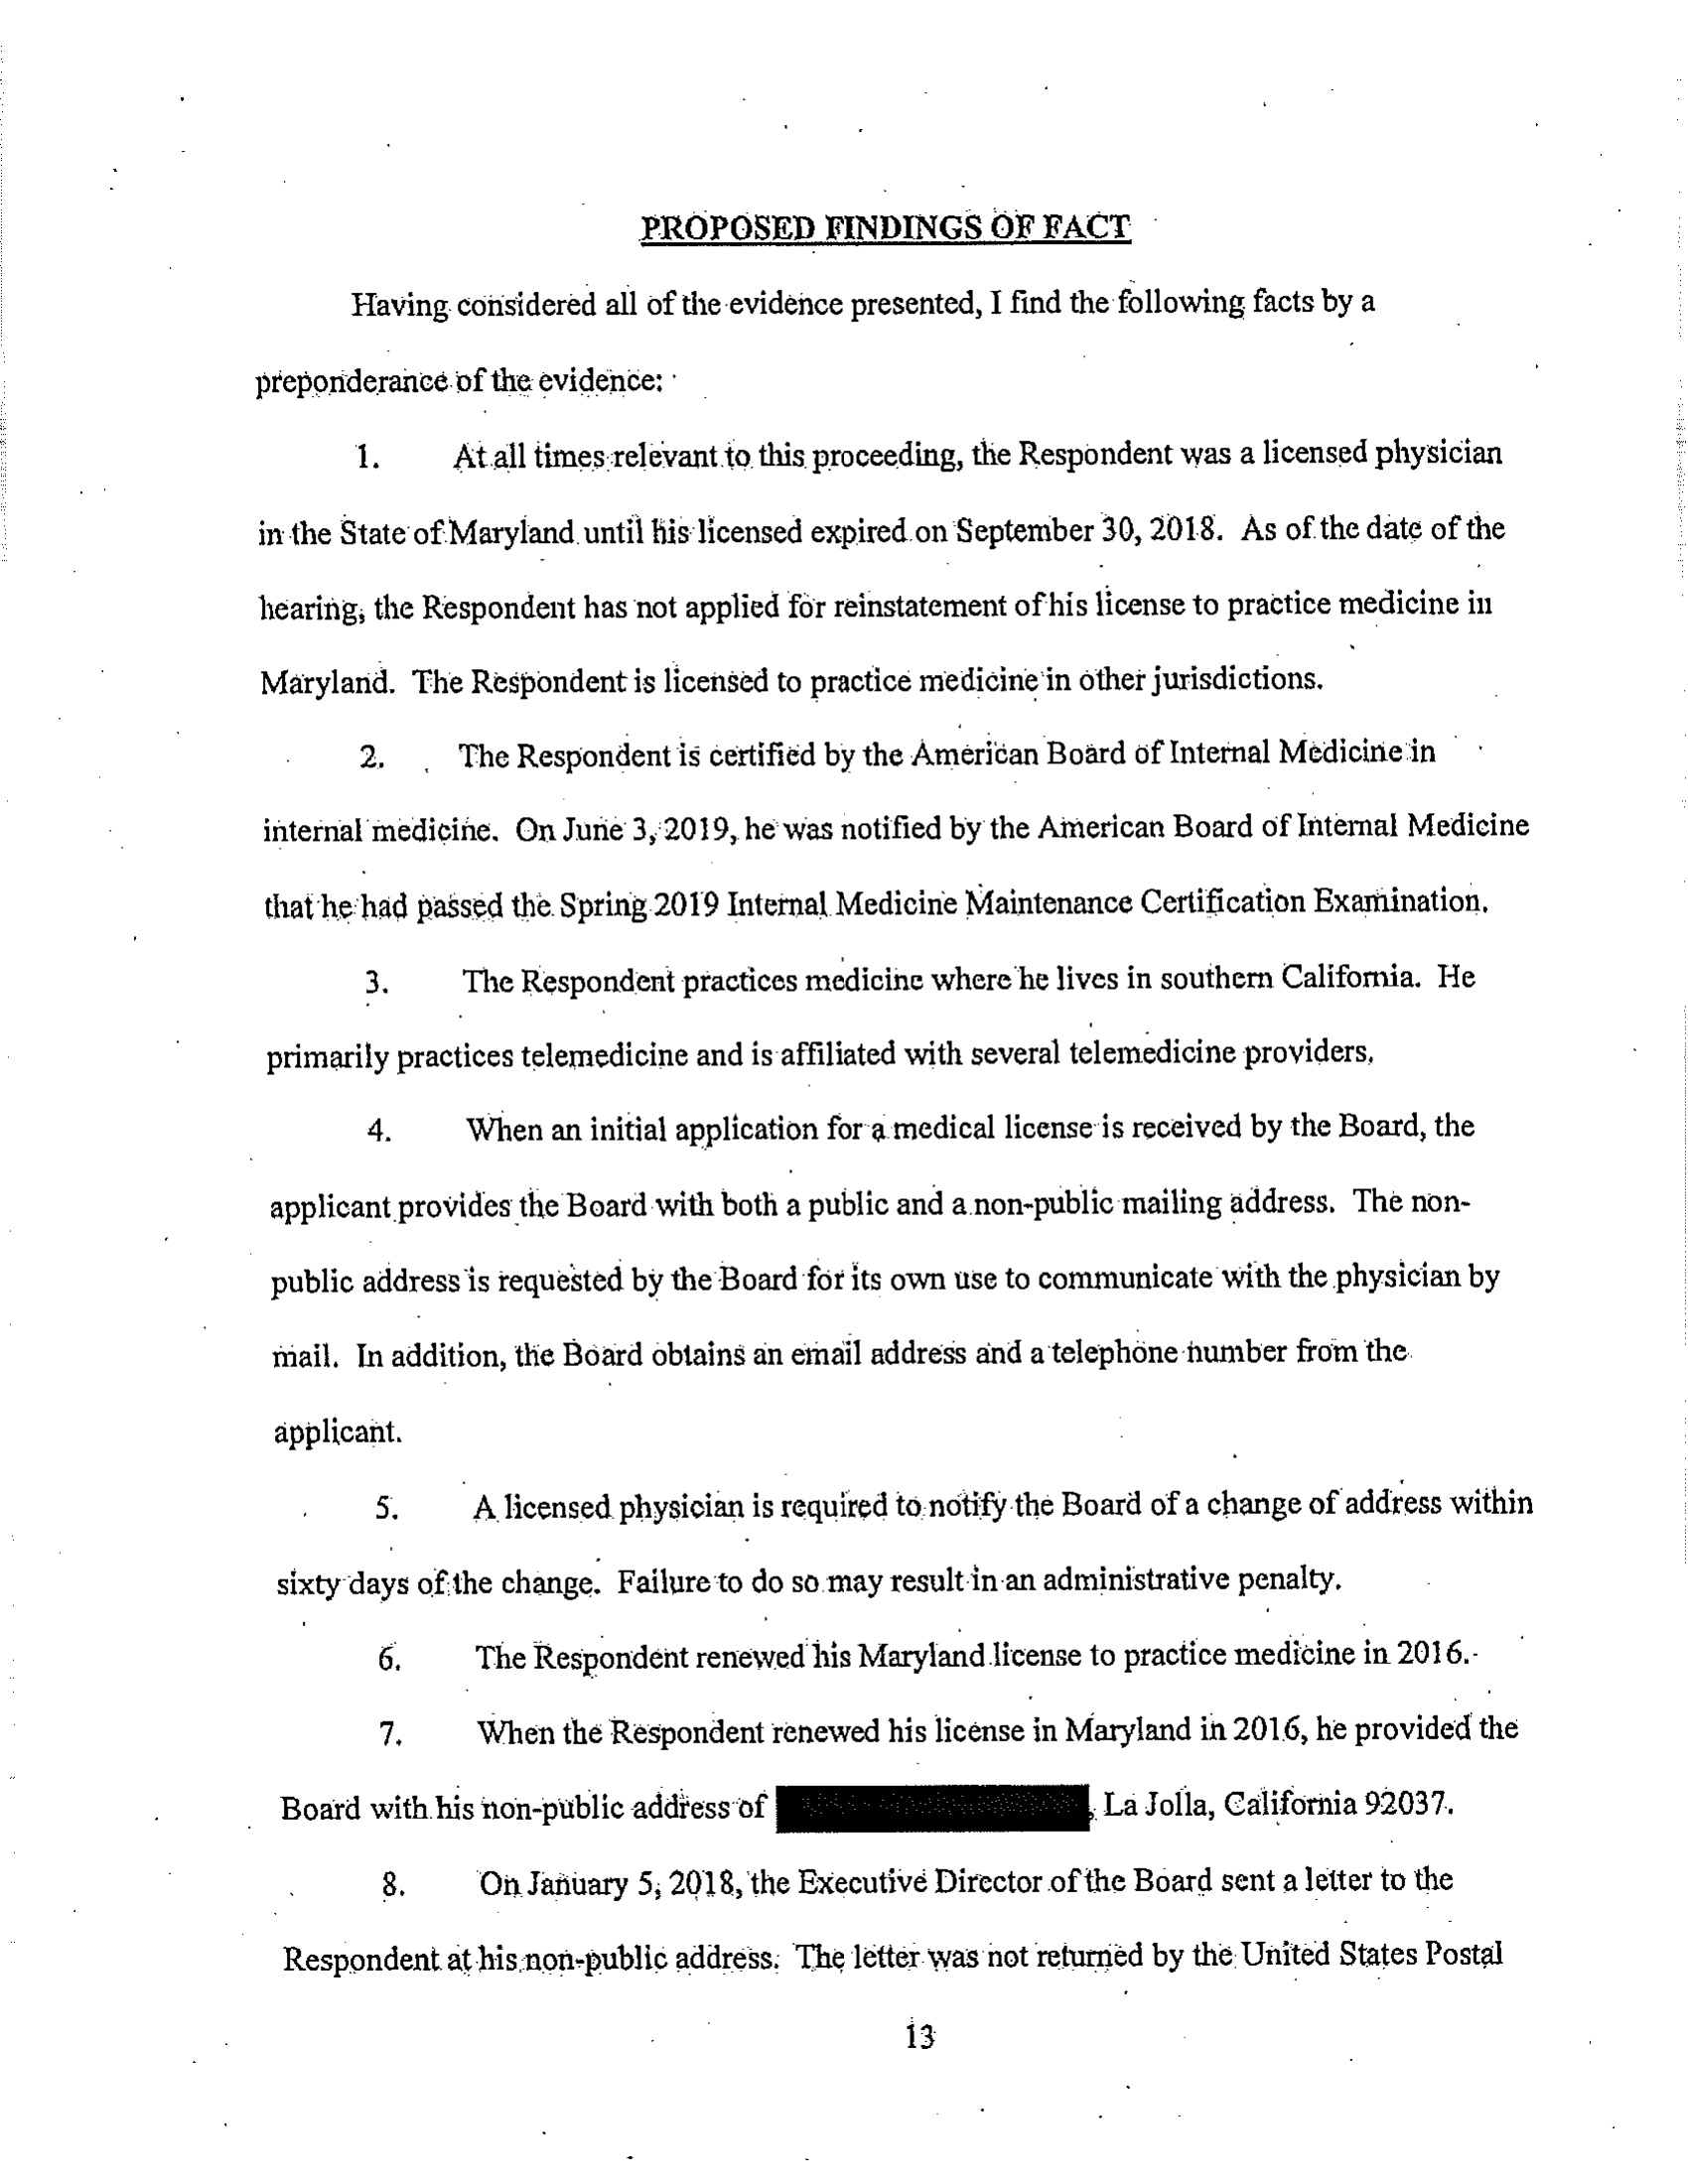 PROPOSED FINDINGS OF FACT
Having considered all of the evidence presented, I find the following facts by a
preponderance of the evidence:
1. At all times relevant to this proceeding, the Respondent was a licensed physician
in the State of Maryland until his licensed expired on September 30, 2018. As of the date of the
hearing, the Respondent has not applied for reinstatement of his license to practice medicine in
Maryland. The Respondent is licensed to practice medicine in other jurisdictions.
2. The Respondent is certified by the American Board of Internal Medicine in
internal medicine. On June 3, 2019, he was notified by the American Board of Internal Medicine
that he had passed the Spring 2019 Internal Medicine Maintenance Certification Examination.
3. The Respondent practices medicine where he lives in southern California. He
primarily practices telemedicine and is affiliated with several telemedicine providers.
4. When an initial application for a medical license is received by the Board, the
applicant provides the Board with both a public and a non-public mailing address. The non-
public address is requested by the Board for its own use to communicate with the physician by
mail. In addition, the Board obtains an email address and a telephone number from the
applicant.
5. A licensed physician is required to notify the Board of a change of address within
sixty days of the change. Failure to do so may result in an administrative penalty.
6. The Respondent renewed his Maryland license to practice medicine in 2016.
7. When the Respondent renewed his license in Maryland in 2016, he provided the
Board with his non-public address of , La Jolla, California 92037.
8. On January 5, 2018, the Executive Director of the Board sent a letter to the
Respondent at his non-public address. The letter was not returned by the United States Postal
13